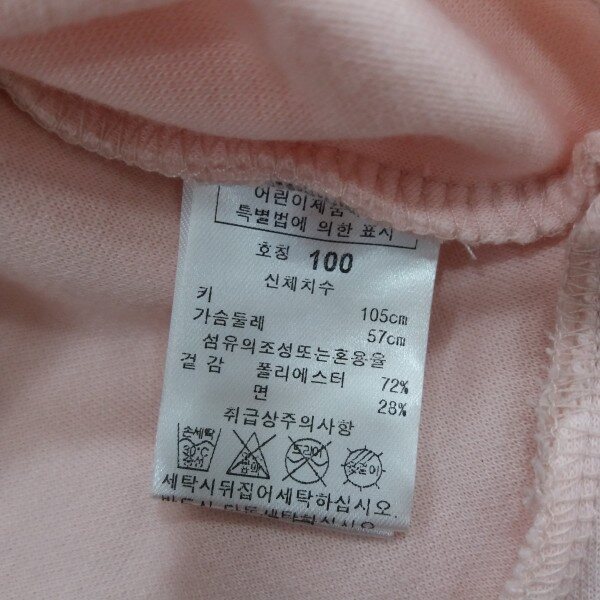 어린이제품
특별법에 의한 표시
호칭 100
신체치수
키 105cm
가슴둘레 57cm
섬유의조성또는혼용율
겉감 폴리에스터 72%
면 28%
취급상주의사항
손세탁 30℃ 드라이
세탁시뒤집어세탁하십시오.